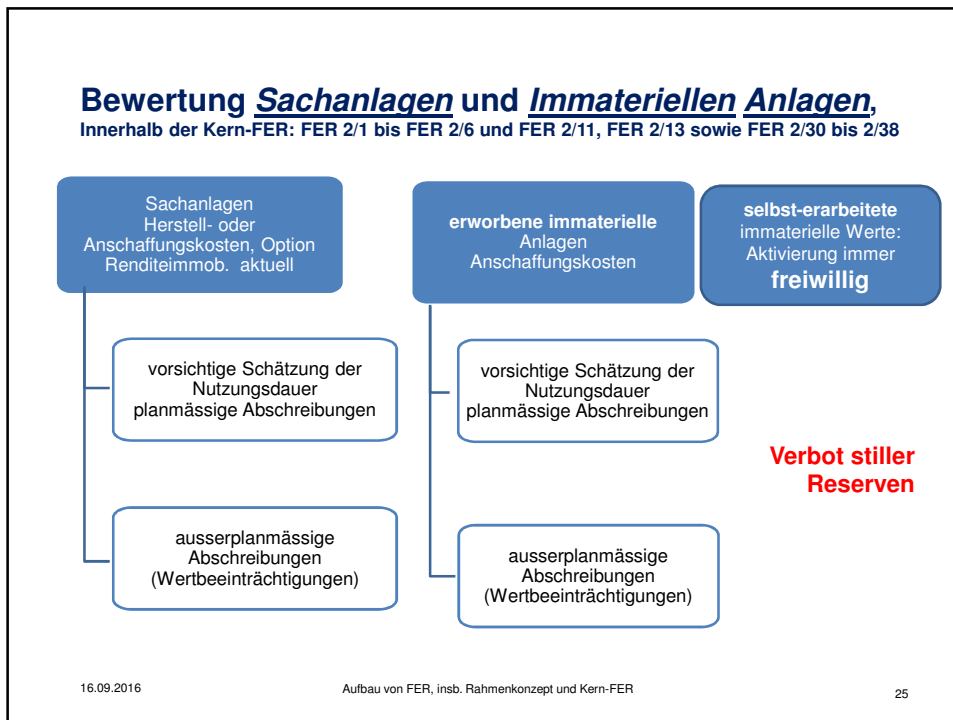 Bewertung Sachanlagen und Immateriellen Anlagen,
Innerhalb der Kern-FER: FER 2/1 bis FER 2/6 und FER 2/11, FER 2/13 sowie FER 2/30 bis 2/38
Sachanlagen
Herstell- oder
Anschaffungskosten, Option
Renditeimmob. aktuell
vorsichtige Schätzung der
Nutzungsdauer
planmässige Abschreibungen
ausserplanmässige
Abschreibungen
(Wertbeeinträchtigungen)
erworbene immaterielle
Anlagen
Anschaffungskosten
vorsichtige Schätzung der
Nutzungsdauer
planmässige Abschreibungen
ausserplanmässige
Abschreibungen
(Wertbeeinträchtigungen)
selbst-erarbeitete
immaterielle Werte:
Aktivierung immer
freiwillig
Verbot stiller
Reserven
16.09.2016
Aufbau von FER, insb. Rahmenkonzept und Kern-FER
25